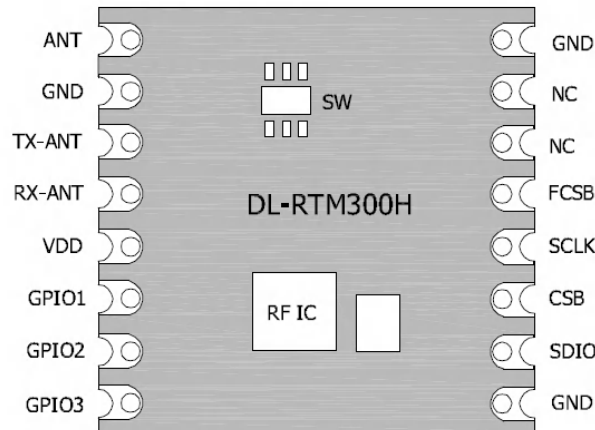 ANT
GND
TX-ANT
RX-ANT
VDD
GPIO1
GPIO2
GPIO3
SW
DL-RTM300H
RF IC
GND
NC
NC
FCSB
SCLK
CSB
SDIO
GND